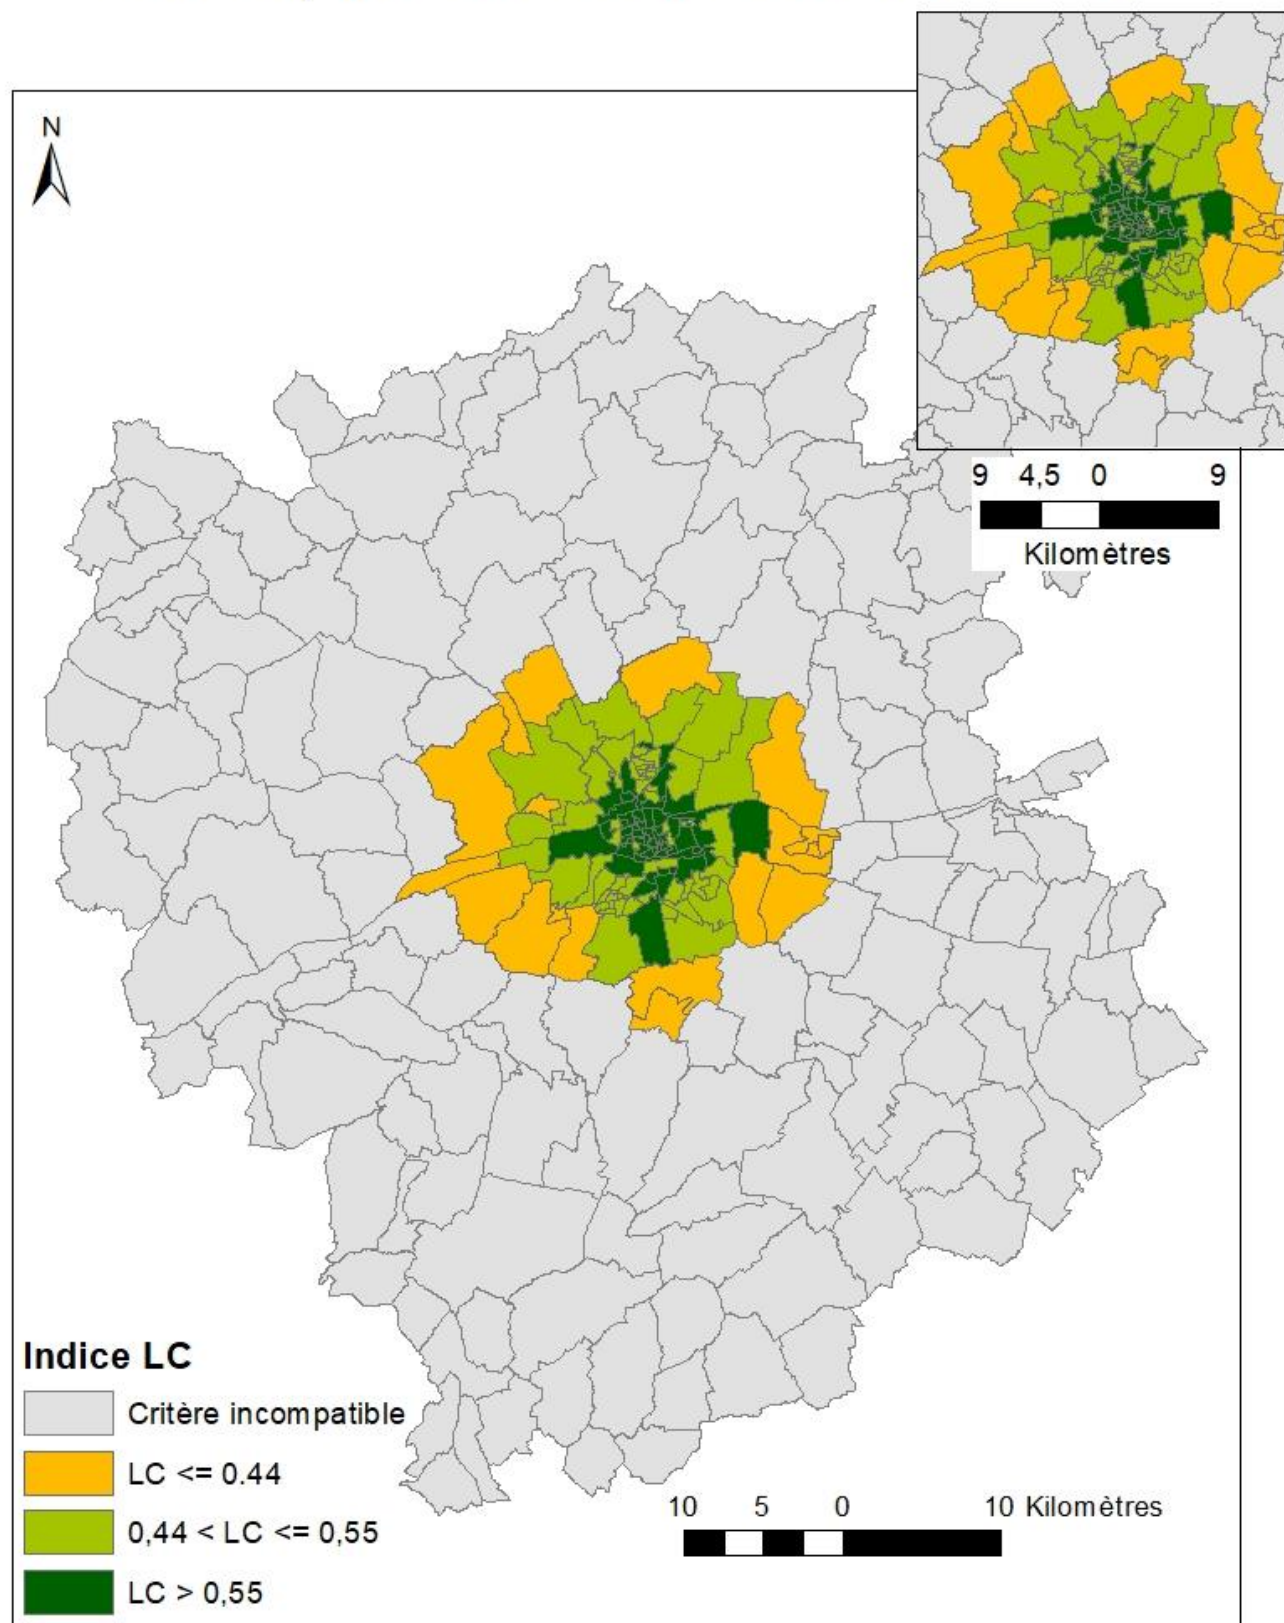 N
9 4,5 0 9
Kilomètres
Indice LC
Critère incompatible
LC <= 0.44
0,44 < LC <= 0,55
LC > 0,55
10 5 0 10 Kilomètres